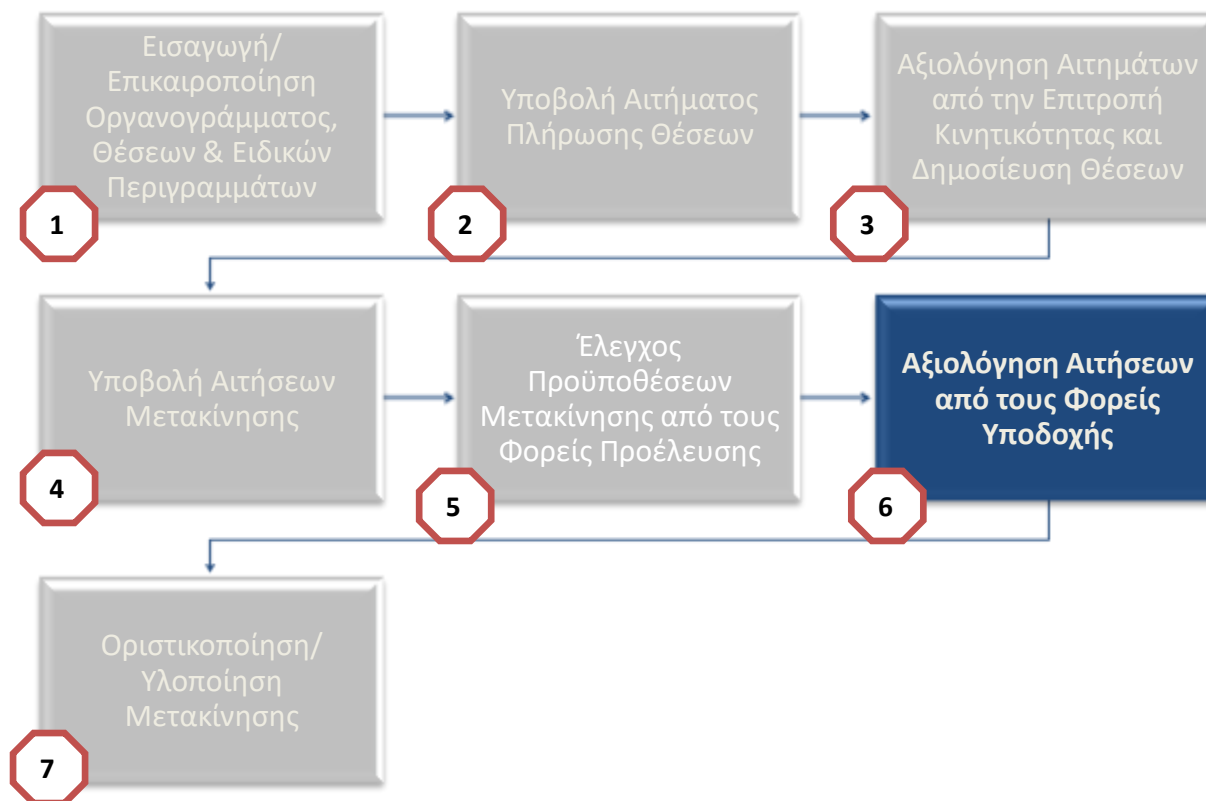 Εισαγωγή/
Επικαιροποίηση
Οργανογράμματος,
Θέσεων & Ειδικών
Περιγραμμάτων
1
Υποβολή Αιτήματος
Πλήρωσης Θέσεων
2
Αξιολόγηση Αιτημάτων
από την Επιτροπή
Κινητικότητας και
Δημοσίευση Θέσεων
3
Υποβολή Αιτήσεων
Μετακίνησης
4
Έλεγχος
Προϋποθέσεων
Μετακίνησης από τους
Φορείς Προέλευσης
5
Αξιολόγηση Αιτήσεων
από τους Φορείς
Υποδοχής
6
Οριστικοποίηση/
Υλοποίηση
Μετακίνησης
7